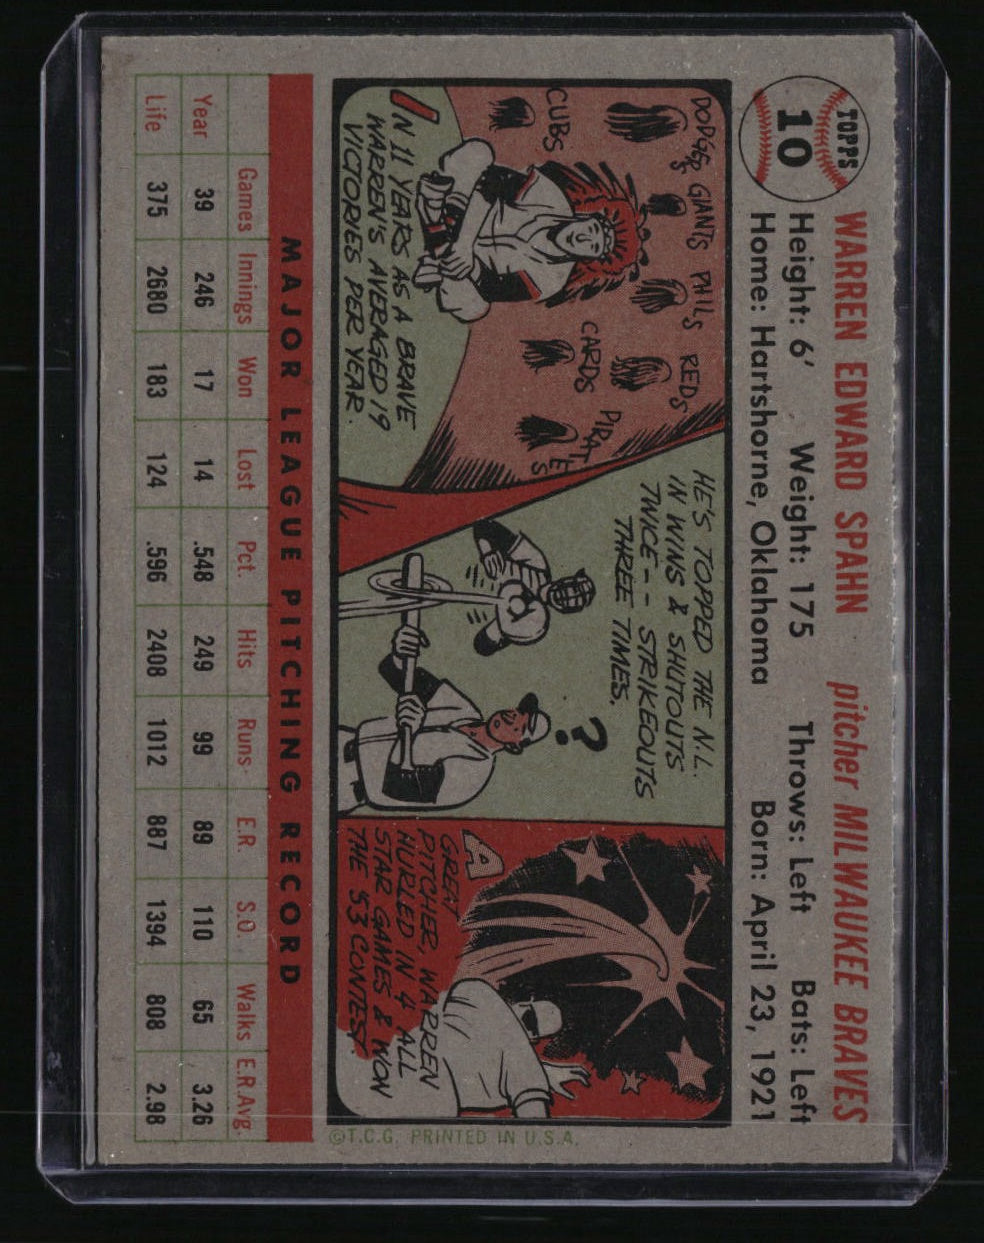 TOPPS
10
WARREN EDWARD SPAHN pitcher MILWAUKEE BRAVES
Height: 6' Weight: 175 Throws: Left Bats: Left
Home: Hartshorne, Oklahoma Born: April 23, 1921
DODGERS GIANTS PHILS REDS
CUBS CARDS PIRATES
IN 11 YEARS AS A BRAVE
WARREN'S AVERAGED 19
VICTORIES PER YEAR.
HE'S TOPPED THE N.L.
IN WINS & SHUTOUTS
TWICE -- STRIKEOUTS
THREE TIMES.
?
A
GREAT
PITCHER, WARREN
HURLED IN 4 ALL
STAR GAMES & WON
THE '53 CONTEST.
©T.C.G. PRINTED IN U.S.A.
MAJOR LEAGUE PITCHING RECORD
Games Innings Won Lost Pct. Hits Runs E.R. S.O. Walks E.R.Avg.
Year 39 246 17 14 .548 249 99 89 110 65 3.26
Life 375 2680 183 124 .596 2408 1012 887 1394 808 2.98